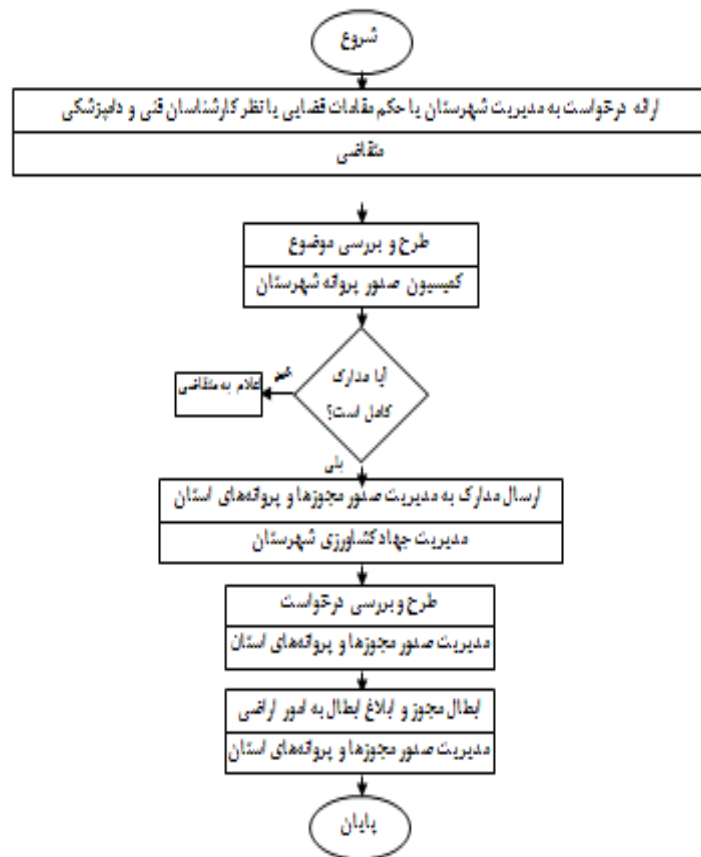 شروع
ارائه درخواست به مدیریت شهرستان یا حکم مقامات قضایی یا نظر کارشناسان فنی و دامپزشکی
متقاضی
طرح و بررسی موضوع
کمیسیون صدور پروانه شهرستان
آیا مدارک
کامل است؟
خیر
اعلام به متقاضی
بلی
ارسال مدارک به مدیریت صدور مجوزها و پروانه‌های استان
مدیریت جهاد کشاورزی شهرستان
طرح و بررسی درخواست
مدیریت صدور مجوزها و پروانه‌های استان
ابطال مجوز و ابلاغ ابطال به امور اراضی
مدیریت صدور مجوزها و پروانه‌های استان
پایان